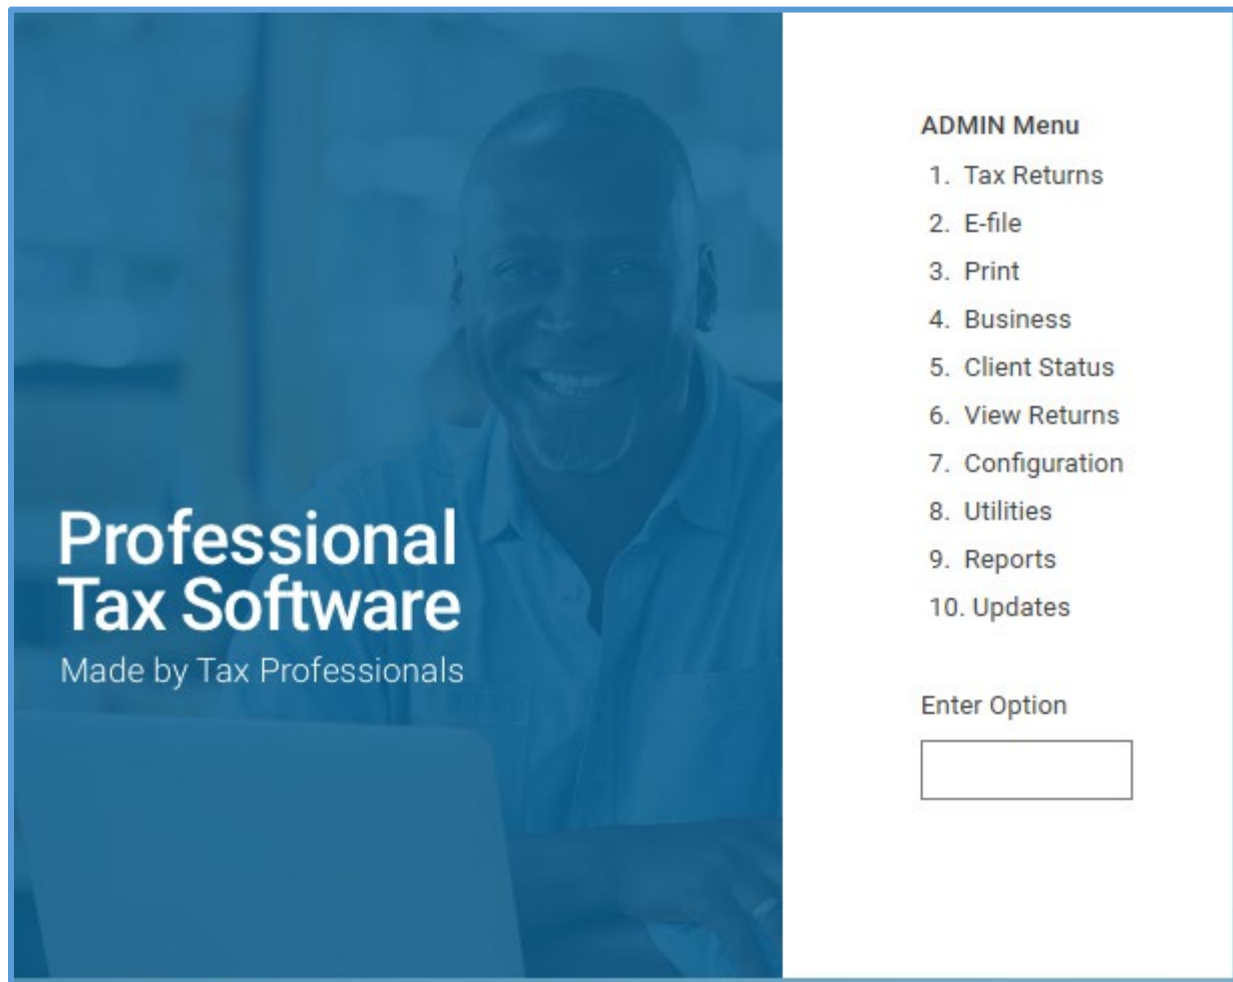 Professional
Tax Software
Made by Tax Professionals
ADMIN Menu
1. Tax Returns
2. E-file
3. Print
4. Business
5. Client Status
6. View Returns
7. Configuration
8. Utilities
9. Reports
10. Updates
Enter Option